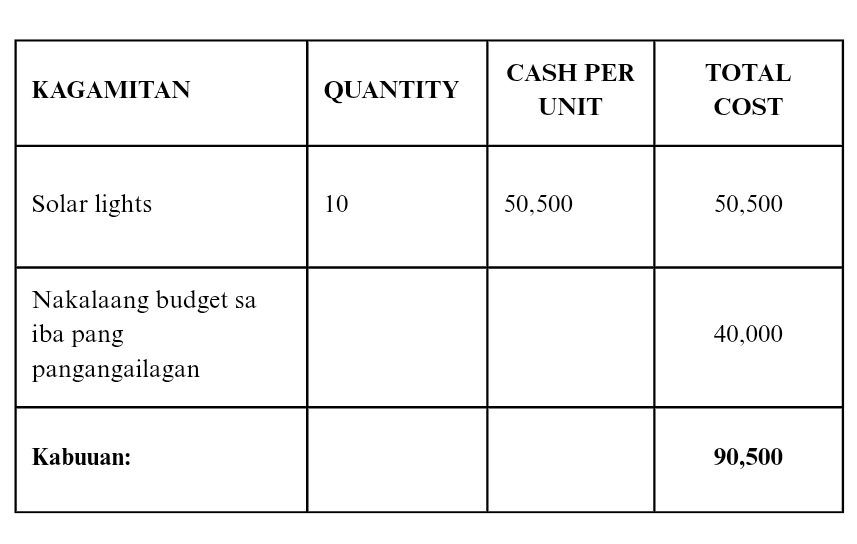 KAGAMITAN
QUANTITY
CASH PER
UNIT
TOTAL
COST
Solar lights
10
50,500
50,500
Nakalaang budget sa
iba pang
pangangailagan
40,000
Kabuuan:
90,500